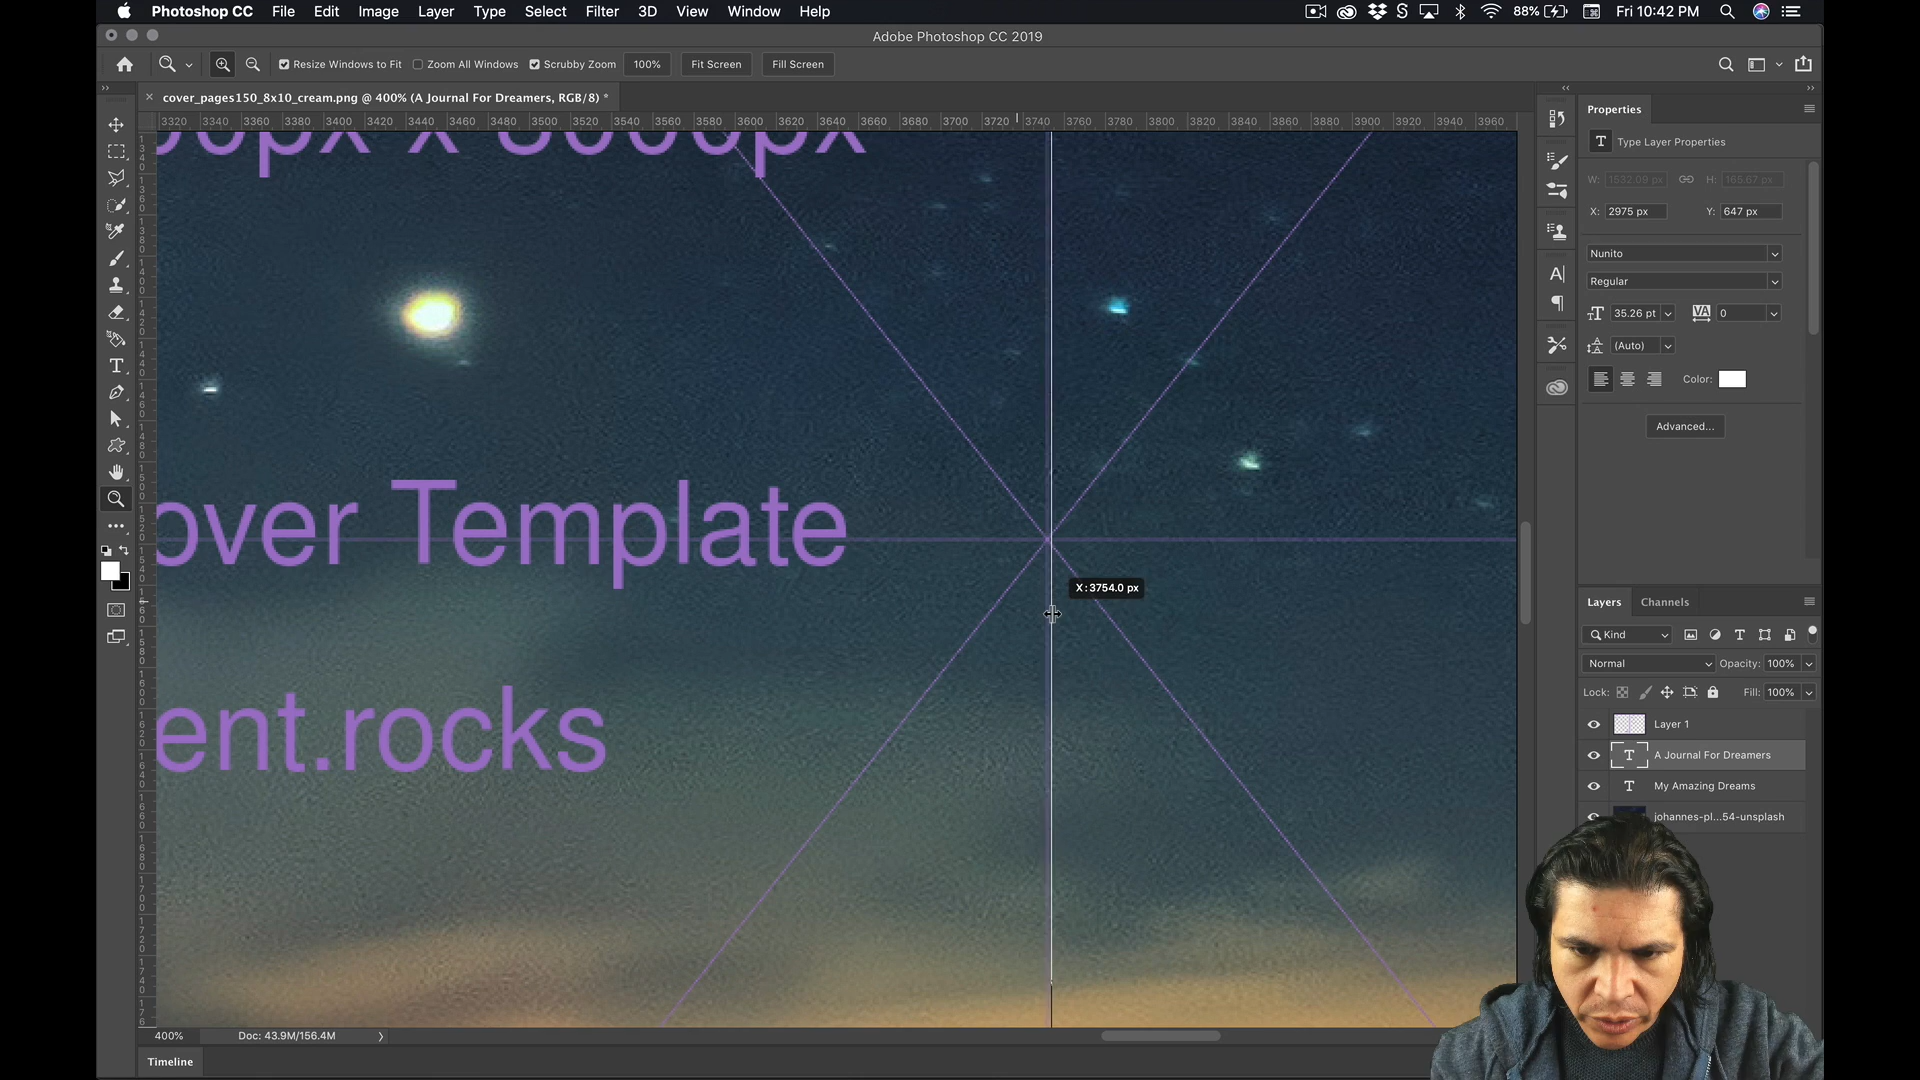 Photoshop CC File Edit Image Layer Type Select Filter 3D View Window Help 88% Fri 10:42 PM
Adobe Photoshop CC 2019
Resize Windows to Fit Zoom All Windows Scrubby Zoom 100% Fit Screen Fill Screen
cover_pages150_8x10_cream.png @ 400% (A Journal For Dreamers, RGB/8) *
3320 3340 3360 3380 3400 3420 3440 3460 3480 3500 3520 3540 3560 3580 3600 3620 3640 3660 3680 3700 3720 3740 3760 3780 3800 3820 3840 3860 3880 3900 3920 3940 3960
over Template
X: 3754.0 px
ent.rocks
Properties
Type Layer Properties
W: 1532.09 px H: 165.67 px
X: 2975 px Y: 647 px
Nunito
Regular
35.26 pt VA 0
(Auto)
Color:
Advanced...
Layers Channels
Kind
Normal Opacity: 100%
Lock: Fill: 100%
Layer 1
A Journal For Dreamers
My Amazing Dreams
johannes-pl...54-unsplash
400% Doc: 43.9M/156.4M
Timeline